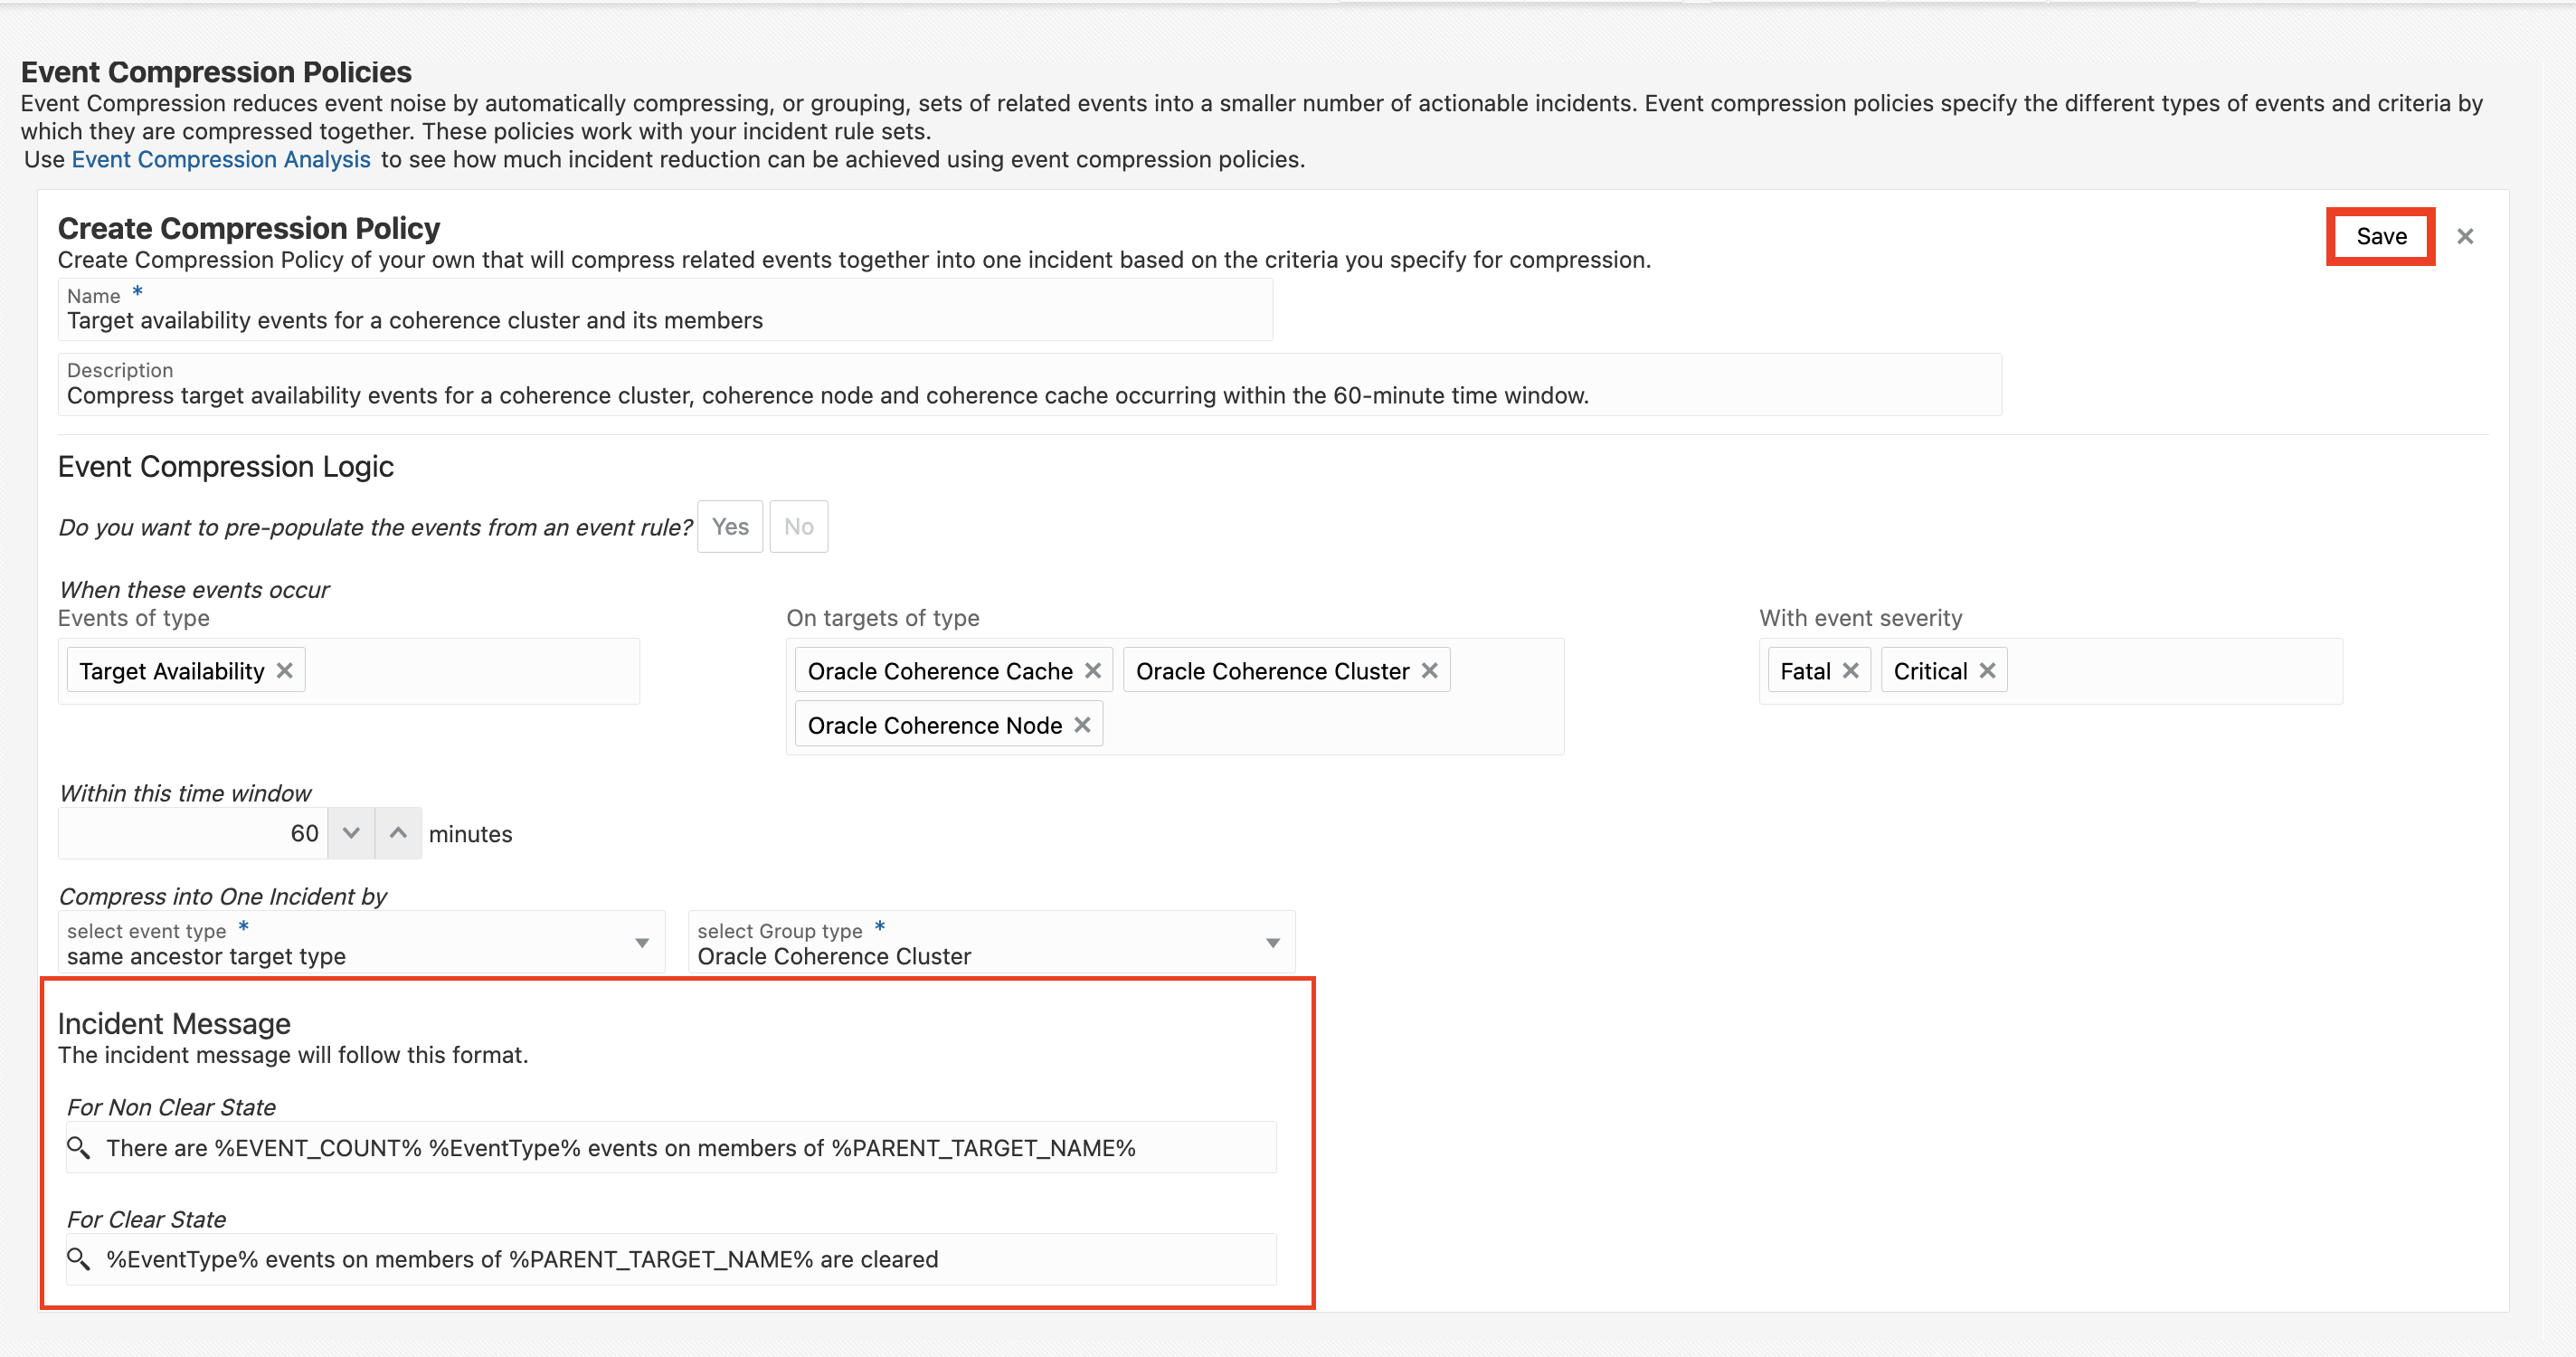 Event Compression Policies
Event Compression reduces event noise by automatically compressing, or grouping, sets of related events into a smaller number of actionable incidents. Event compression policies specify the different types of events and criteria by
which they are compressed together. These policies work with your incident rule sets.
Use Event Compression Analysis to see how much incident reduction can be achieved using event compression policies.
Create Compression Policy
Save
Create Compression Policy of your own that will compress related events together into one incident based on the criteria you specify for compression.
Name *
Target availability events for a coherence cluster and its members
Description
Compress target availability events for a coherence cluster, coherence node and coherence cache occurring within the 60-minute time window.
Event Compression Logic
Do you want to pre-populate the events from an event rule? Yes No
When these events occur
Events of type On targets of type With event severity
Target Availability Oracle Coherence Cache Oracle Coherence Cluster Fatal Critical
Oracle Coherence Node
Within this time window
60 minutes
Compress into One Incident by
select event type * select Group type *
same ancestor target type Oracle Coherence Cluster
Incident Message
The incident message will follow this format.
For Non Clear State
There are %EVENT_COUNT% %EventType% events on members of %PARENT_TARGET_NAME%
For Clear State
%EventType% events on members of %PARENT_TARGET_NAME% are cleared